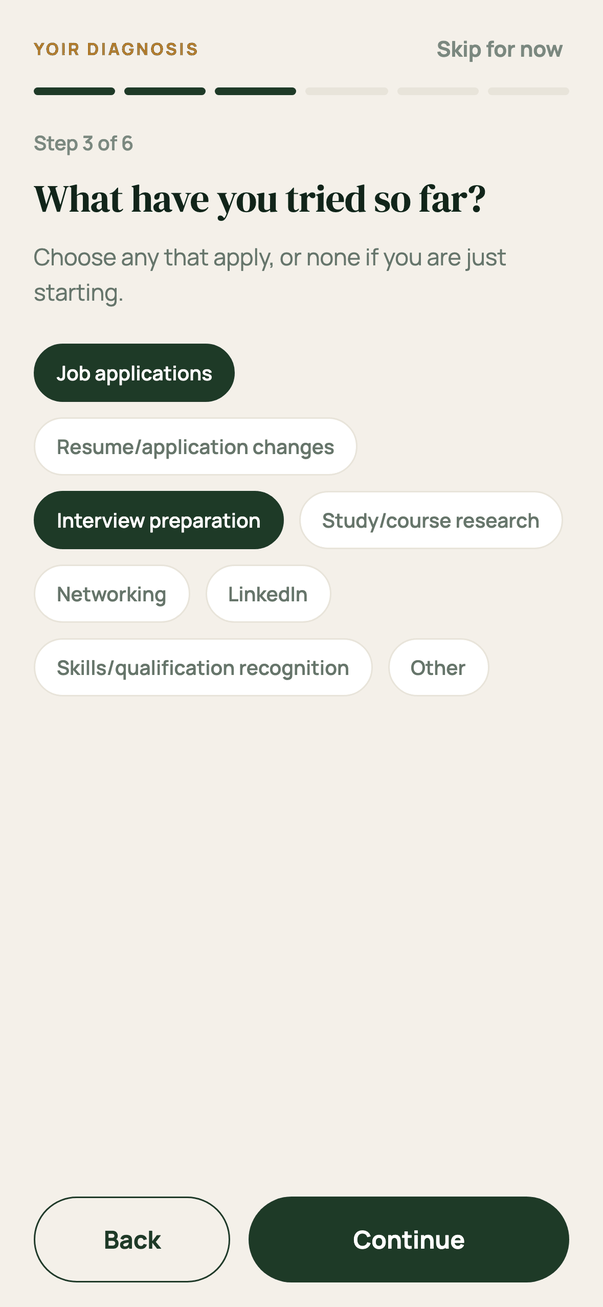 YOIR DIAGNOSIS
Skip for now
Step 3 of 6
What have you tried so far?
Choose any that apply, or none if you are just
starting.
Job applications
Resume/application changes
Interview preparation
Study/course research
Networking
LinkedIn
Skills/qualification recognition
Other
Back
Continue